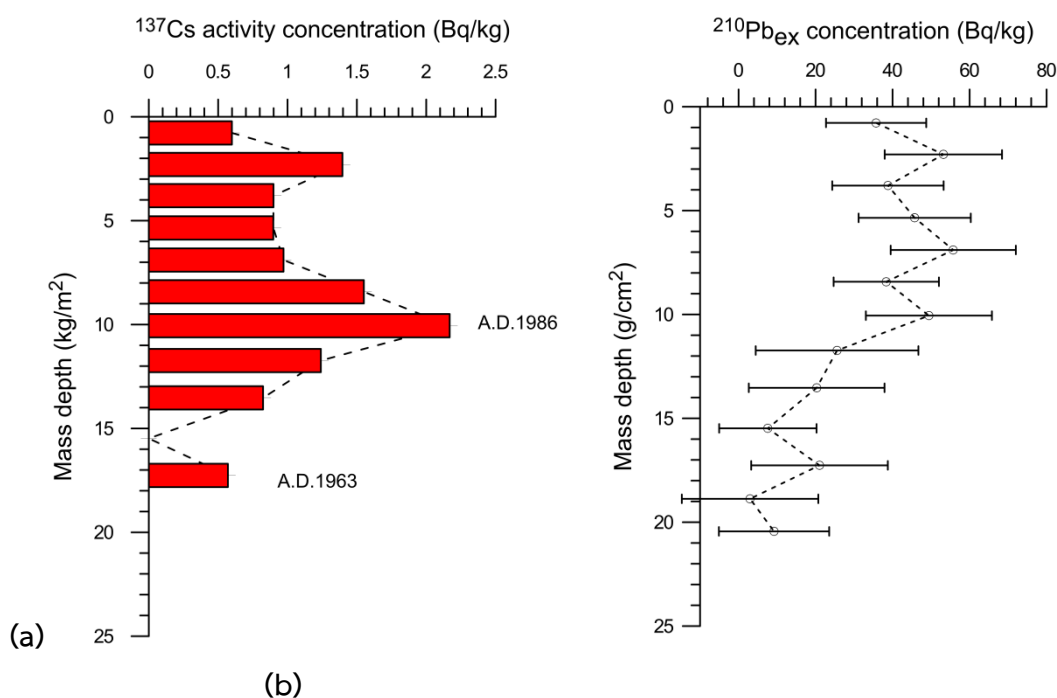 ¹³⁷Cs activity concentration (Bq/kg)
0 0.5 1 1.5 2 2.5
0
5
10
15
20
25
Mass depth (kg/m²)
A.D.1986
A.D.1963
(a)
²¹⁰Pbex concentration (Bq/kg)
0 20 40 60 80
0
5
10
15
20
25
Mass depth (g/cm²)
(b)